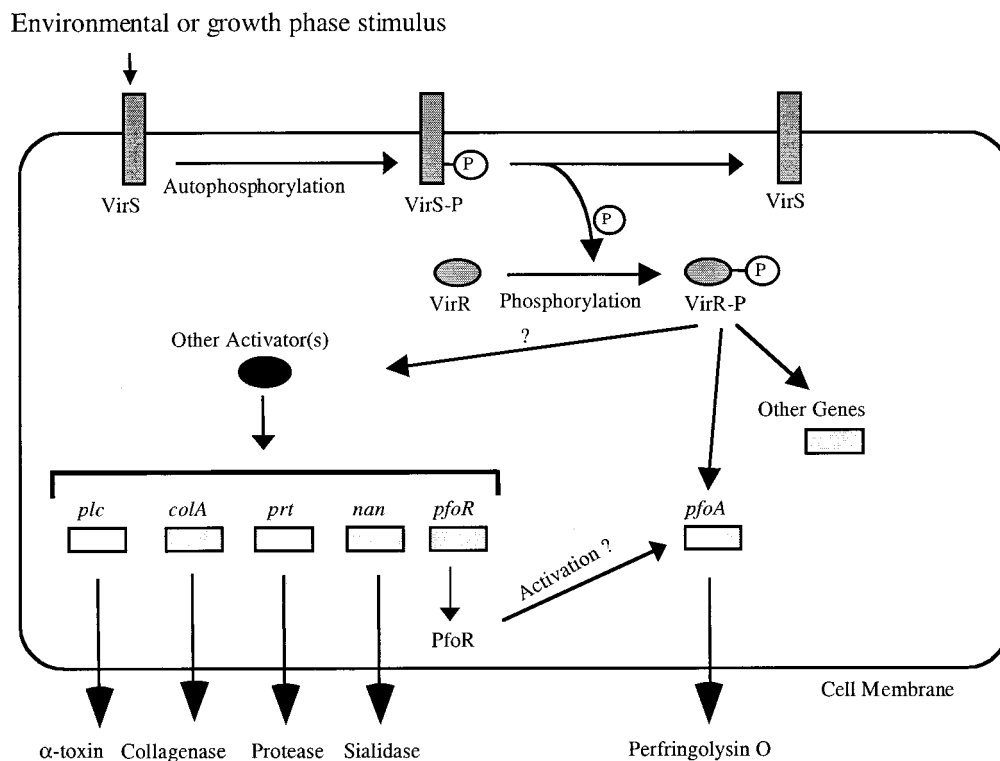 Environmental or growth phase stimulus
P
Autophosphorylation
VirS
VirS-P
VirS
P
P
VirR
Phosphorylation
VirR-P
?
Other Activator(s)
Other Genes
plc
colA
prt
nan
pfoR
pfoA
Activation ?
PfoR
Cell Membrane
α-toxin
Collagenase
Protease
Sialidase
Perfringolysin O